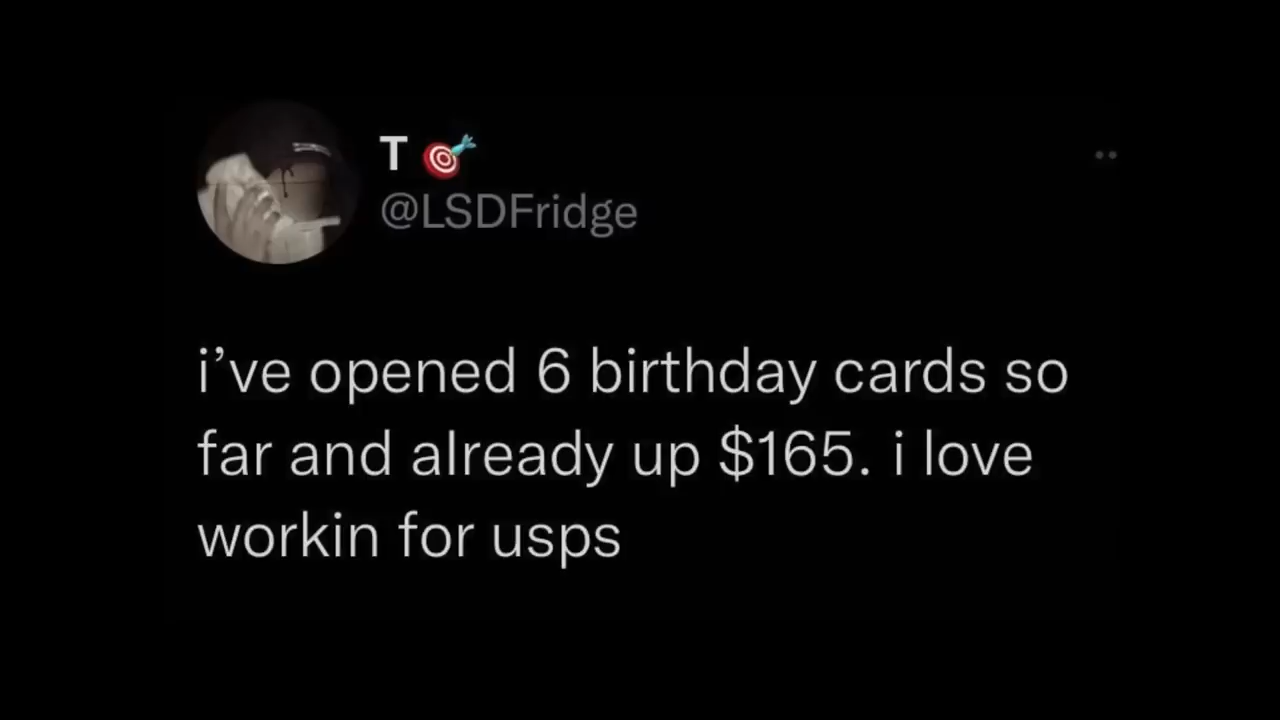 T 🎯
@LSDFridge
i’ve opened 6 birthday cards so
far and already up $165. i love
workin for usps